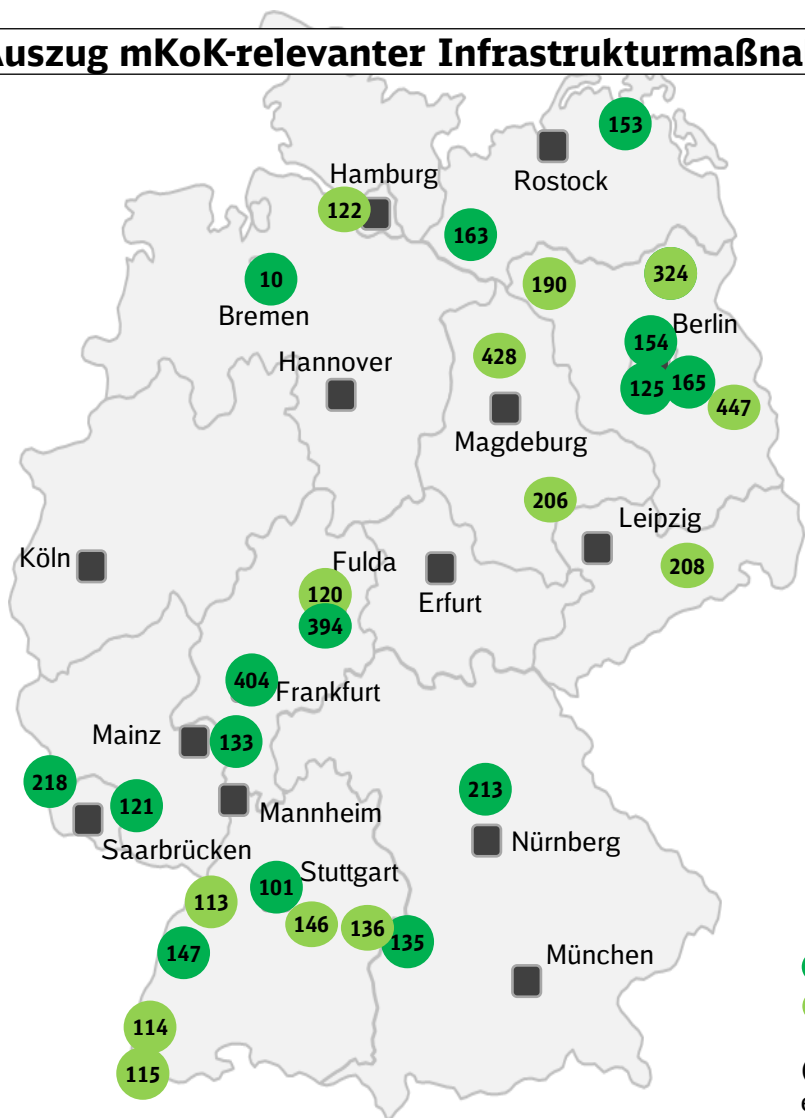 Auszug mKoK-relevanter Infrastrukturmaßna
153
Hamburg
Rostock
122
163
10
190
324
Bremen
Berlin
154
Hannover
428
125
165
447
Magdeburg
206
Leipzig
Köln
Fulda
208
120
Erfurt
394
404
Frankfurt
Mainz
133
218
121
213
Mannheim
Saarbrücken
Nürnberg
Stuttgart
101
113
146
136
135
147
München
114
115